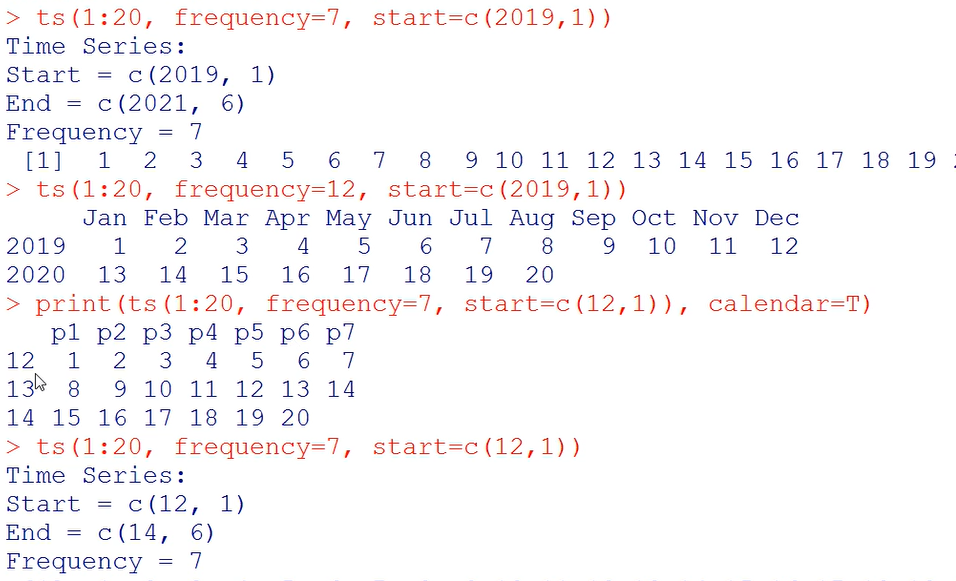 > ts(1:20, frequency=7, start=c(2019,1))
Time Series:
Start = c(2019, 1)
End = c(2021, 6)
Frequency = 7
 [1]  1  2  3  4  5  6  7  8  9 10 11 12 13 14 15 16 17 18 19
> ts(1:20, frequency=12, start=c(2019,1))
     Jan Feb Mar Apr May Jun Jul Aug Sep Oct Nov Dec
2019   1   2   3   4   5   6   7   8   9  10  11  12
2020  13  14  15  16  17  18  19  20
> print(ts(1:20, frequency=7, start=c(12,1)), calendar=T)
   p1 p2 p3 p4 p5 p6 p7
12  1  2  3  4  5  6  7
13  8  9 10 11 12 13 14
14 15 16 17 18 19 20
> ts(1:20, frequency=7, start=c(12,1))
Time Series:
Start = c(12, 1)
End = c(14, 6)
Frequency = 7